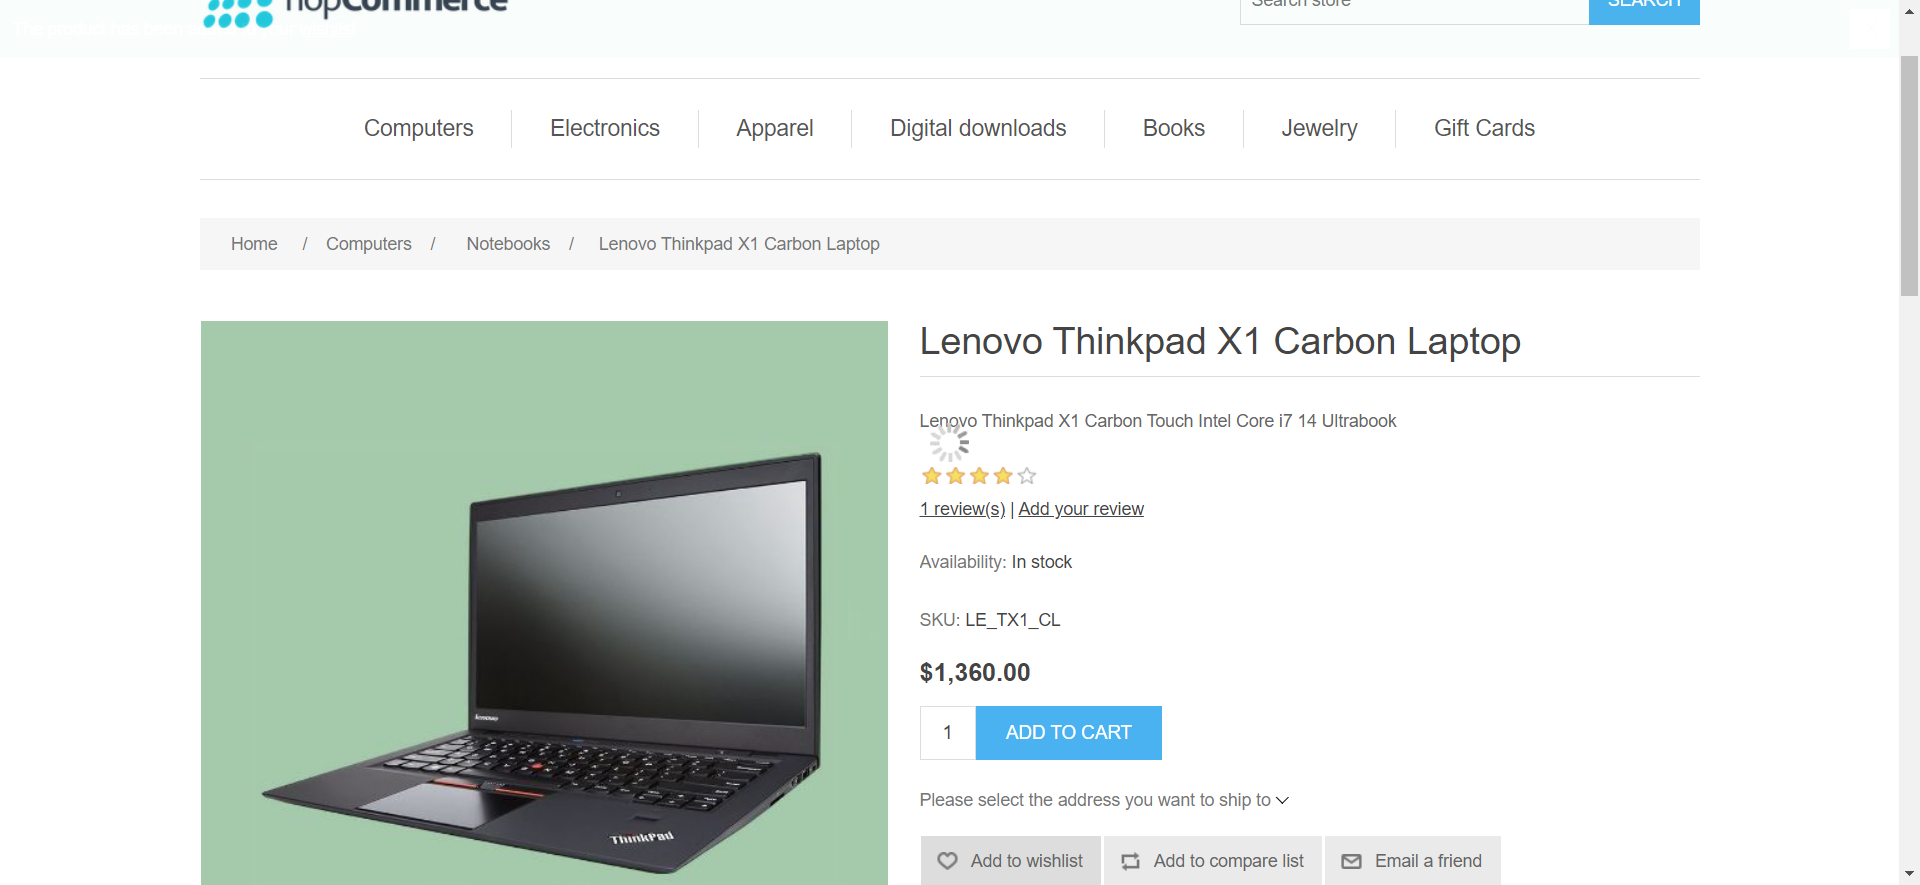 nopCommerce
Search store
SEARCH
The product has been
Computers
Electronics
Apparel
Digital downloads
Books
Jewelry
Gift Cards
Home / Computers / Notebooks / Lenovo Thinkpad X1 Carbon Laptop
Lenovo Thinkpad X1 Carbon Laptop
Lenovo Thinkpad X1 Carbon Touch Intel Core i7 14 Ultrabook
1 review(s) | Add your review
Availability: In stock
SKU: LE_TX1_CL
$1,360.00
1
ADD TO CART
Please select the address you want to ship to
Add to wishlist
Add to compare list
Email a friend
lenovo
ThinkPad